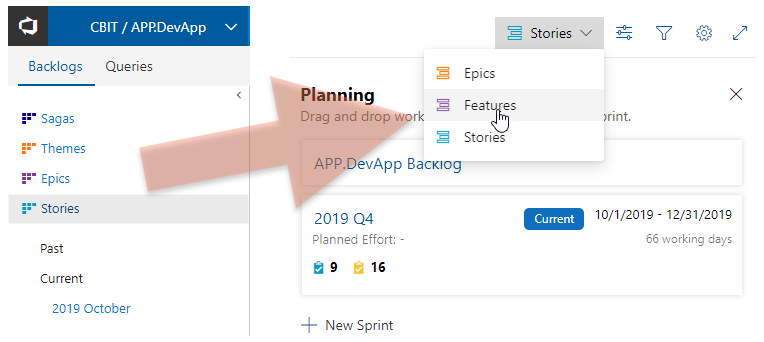 CBIT / APP.DevApp
Backlogs Queries
Sagas
Themes
Epics
Stories
Past
Current
2019 October
Stories
Epics
Features
Stories
Planning
Drag and drop work print.
APP.DevApp Backlog
2019 Q4
Current
10/1/2019 - 12/31/2019
Planned Effort: -
66 working days
9 16
New Sprint